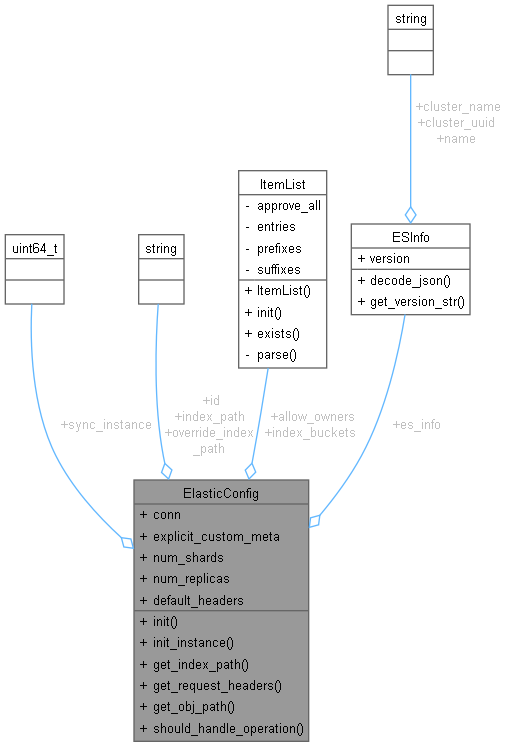 string
+cluster_name
+cluster_uuid
+name
ItemList
- approve_all
- entries
- prefixes
- suffixes
+ ItemList()
+ init()
+ exists()
- parse()
ESInfo
+ version
+ decode_json()
+ get_version_str()
uint64_t
string
+sync_instance
+id
+index_path
+override_index
_path
+allow_owners
+index_buckets
+es_info
ElasticConfig
+ conn
+ explicit_custom_meta
+ num_shards
+ num_replicas
+ default_headers
+ init()
+ init_instance()
+ get_index_path()
+ get_request_headers()
+ get_obj_path()
+ should_handle_operation()